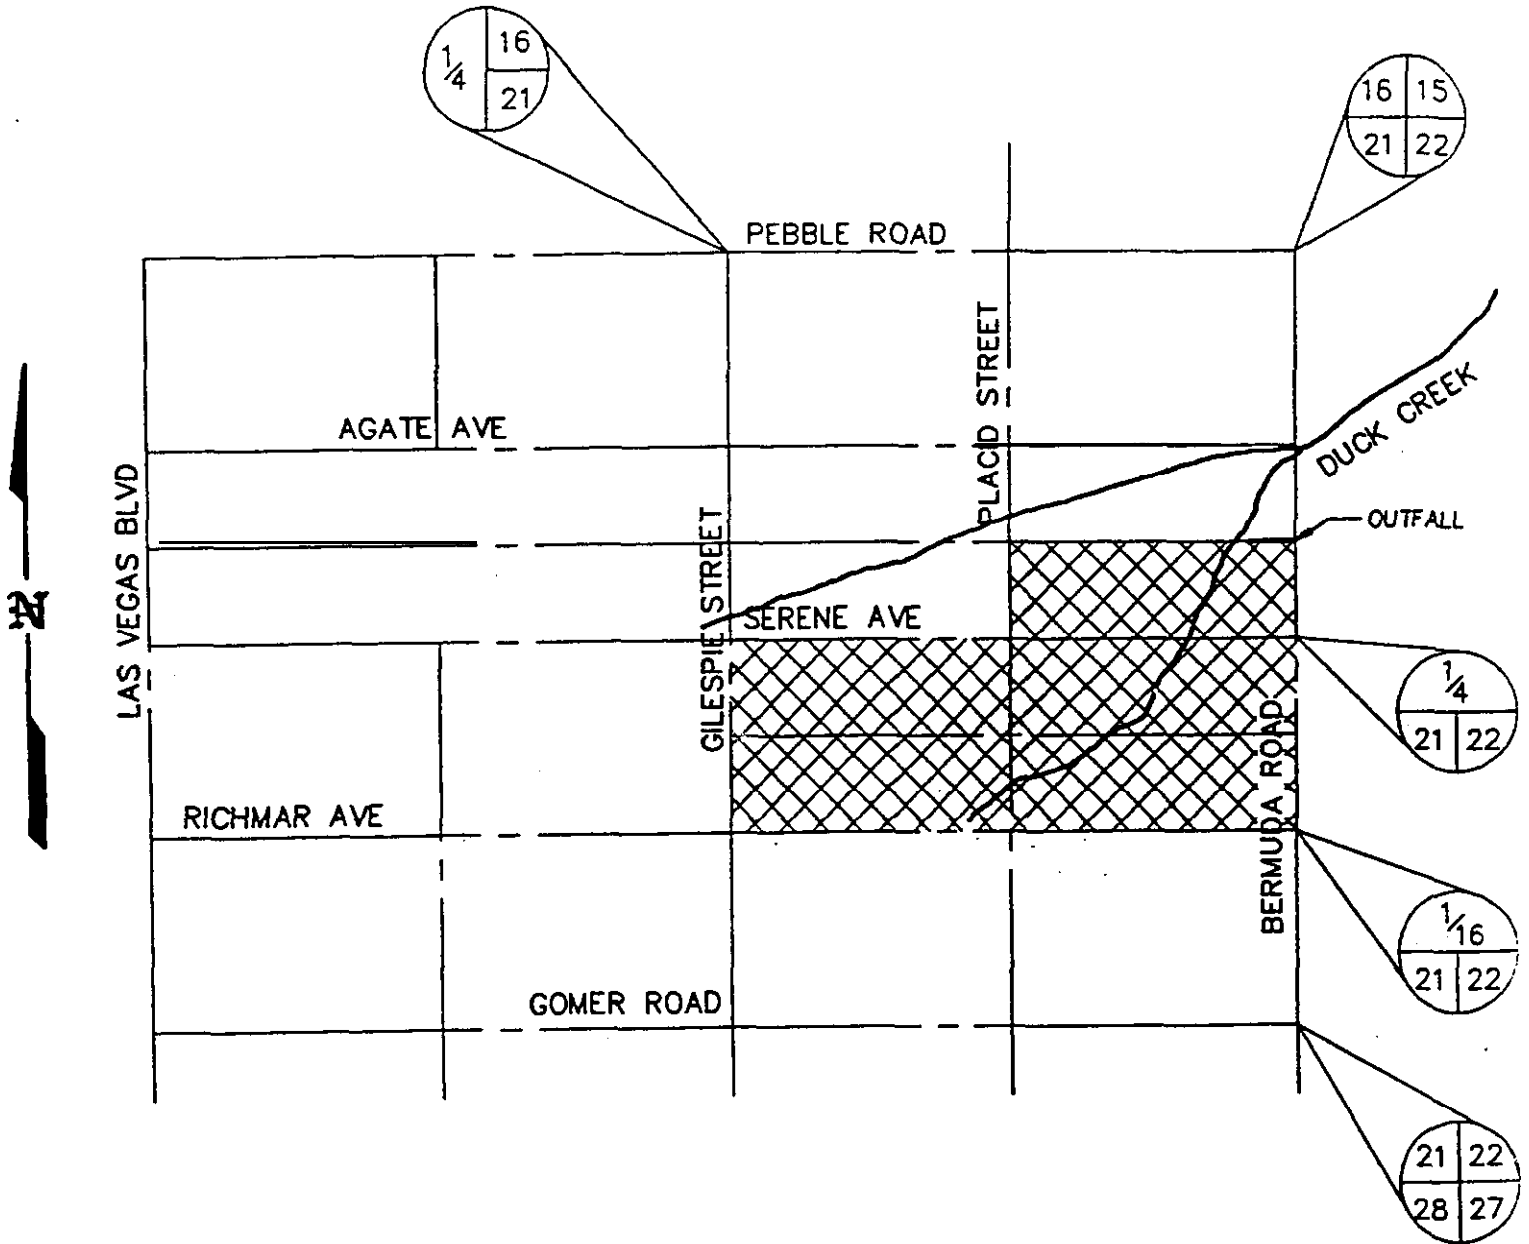 1/4 16
21
16 15
21 22
PEBBLE ROAD
PLACID STREET
AGATE AVE
DUCK CREEK
LAS VEGAS BLVD
OUTFALL
GILESPIE STREET
SERENE AVE
N
1/4
21 22
BERMUDA ROAD
RICHMAR AVE
1/16
21 22
GOMER ROAD
21 22
28 27